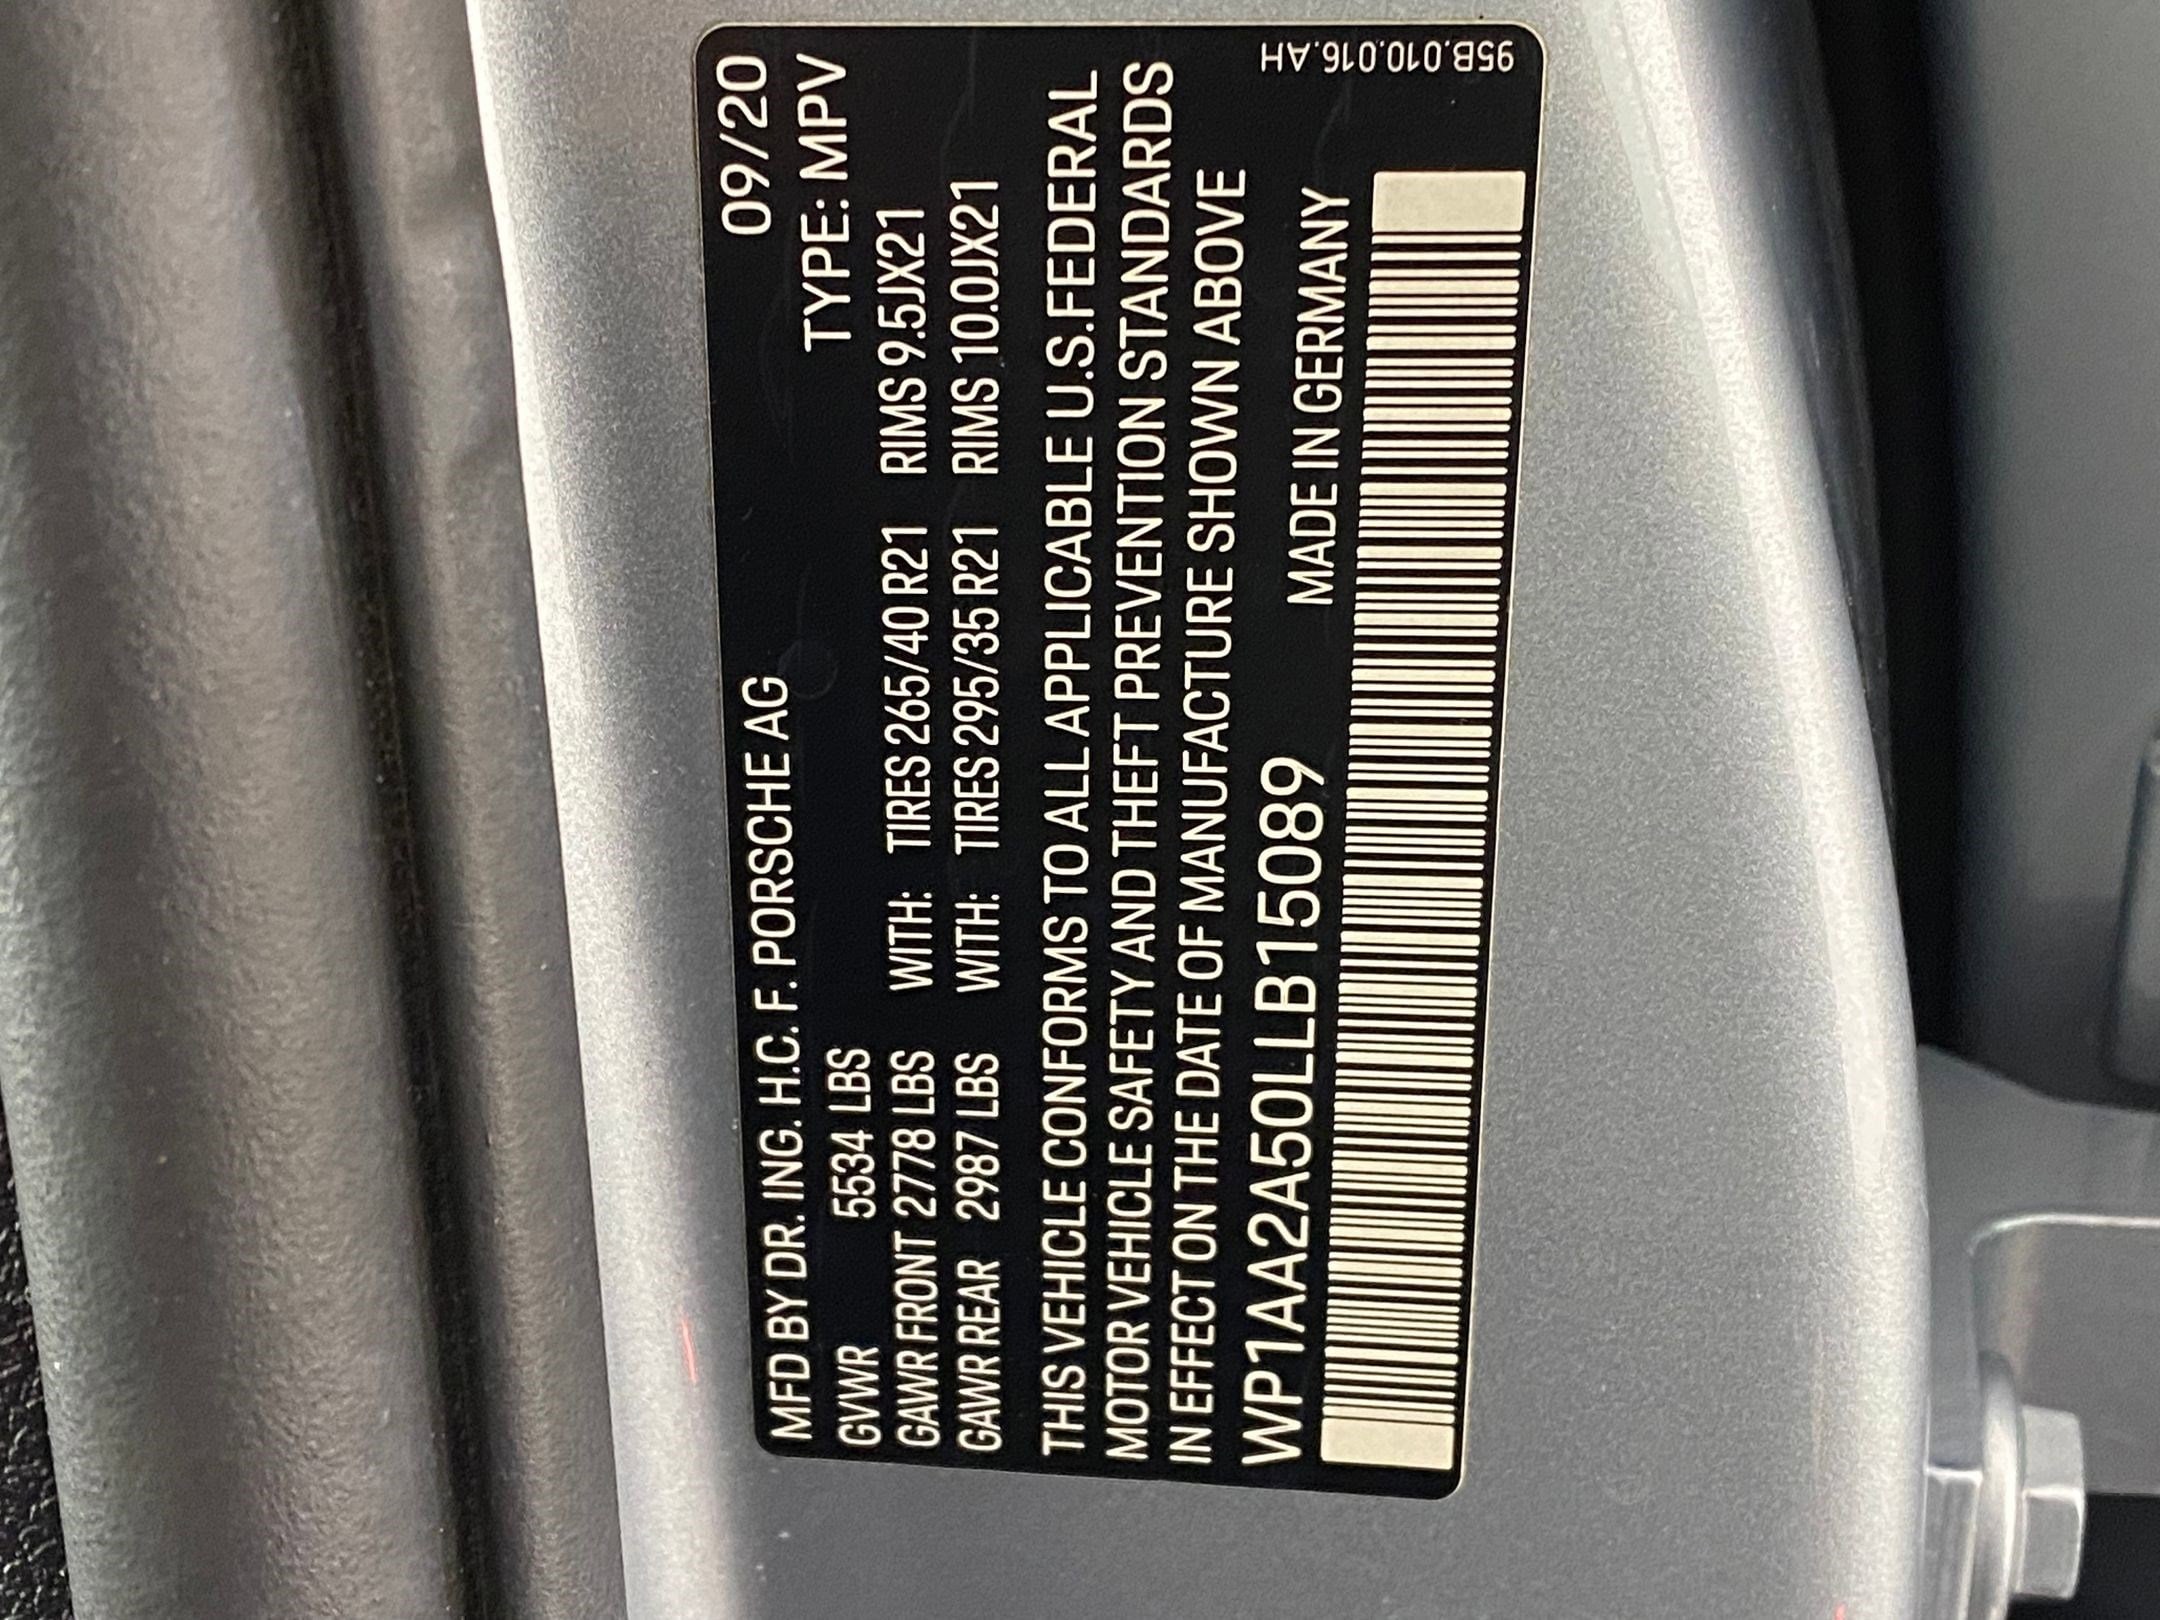 MFD BY DR. ING. H.C. F. PORSCHE AG 09/20
TYPE: MPV
GVWR 5534 LBS
GAWR FRONT 2778 LBS WITH: TIRES 265/40 R21 RIMS 9.5JX21
GAWR REAR 2987 LBS WITH: TIRES 295/35 R21 RIMS 10.0JX21
THIS VEHICLE CONFORMS TO ALL APPLICABLE U.S.FEDERAL
MOTOR VEHICLE SAFETY AND THEFT PREVENTION STANDARDS
IN EFFECT ON THE DATE OF MANUFACTURE SHOWN ABOVE
WP1AA2A50LLB15089 MADE IN GERMANY
95B.010.016.AH